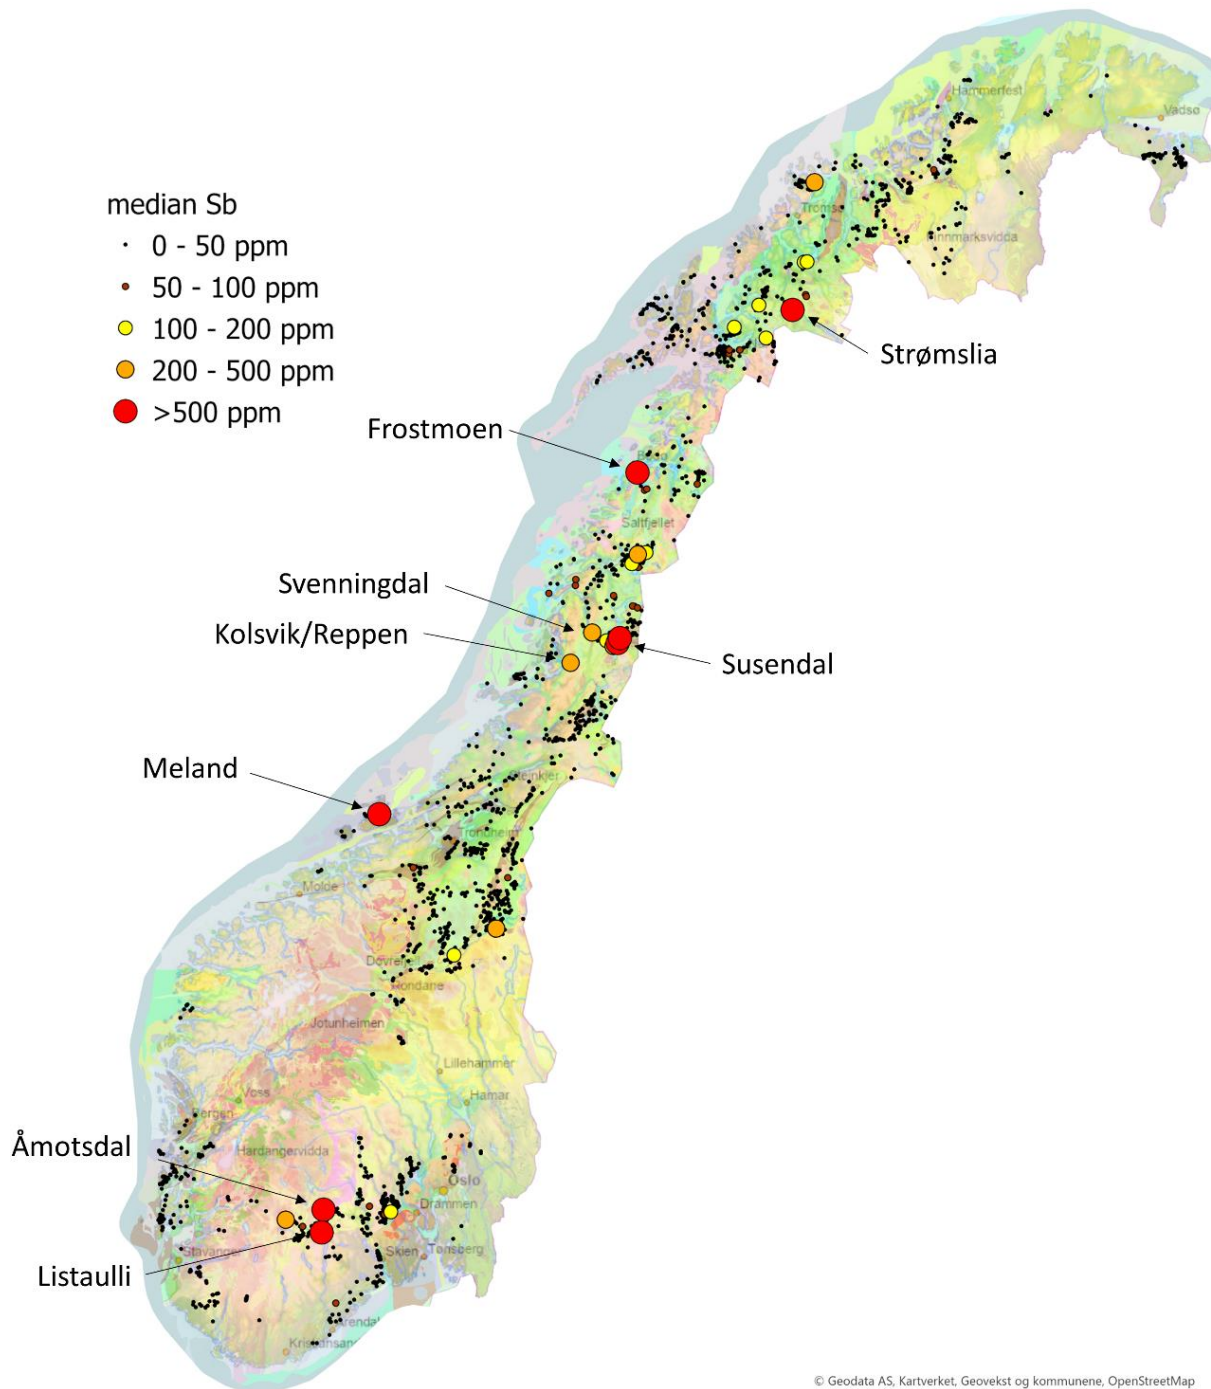 Hammerfest
Vadsø
median Sb
0 - 50 ppm
50 - 100 ppm
100 - 200 ppm
200 - 500 ppm
>500 ppm
Tromsø
Finnmarksvidda
Strømslia
Frostmoen
Bodø
Saltfjellet
Svenningdal
Kolsvik/Reppen
Susendal
Meland
Steinkjer
Trondheim
Molde
Rondane
Jotunheimen
Lillehammer
Voss
Hamar
Bergen
Åmotsdal
Hardangervidda
Oslo
Drammen
Stavanger
Skien
Tønsberg
Listaulli
Arendal
© Geodata AS, Kartverket, Geovekst og kommunene, OpenStreetMap